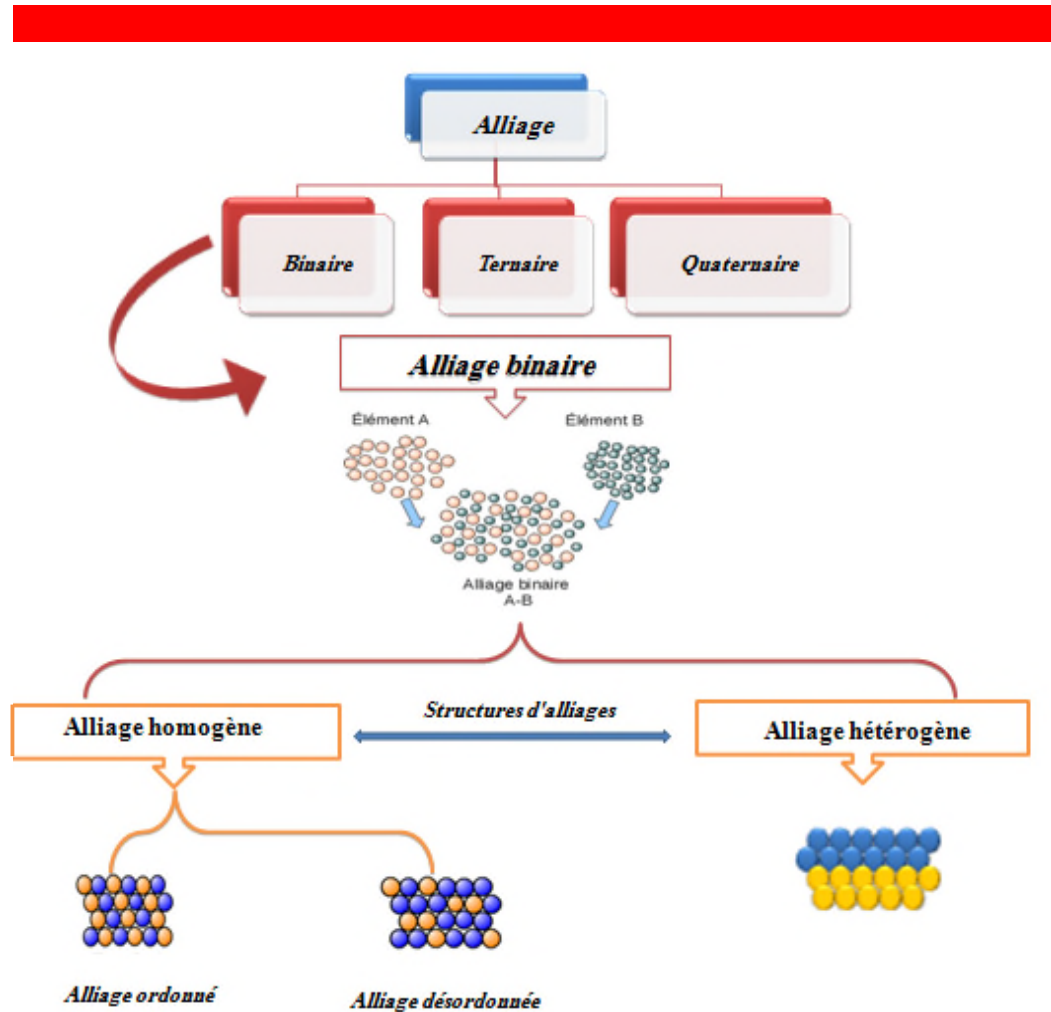 Alliage
Binaire
Ternaire
Quaternaire
Alliage binaire
Élément A
Élément B
Alliage binaire
A-B
Alliage homogène
Structures d'alliages
Alliage hétérogène
Alliage ordonné
Alliage désordonnée